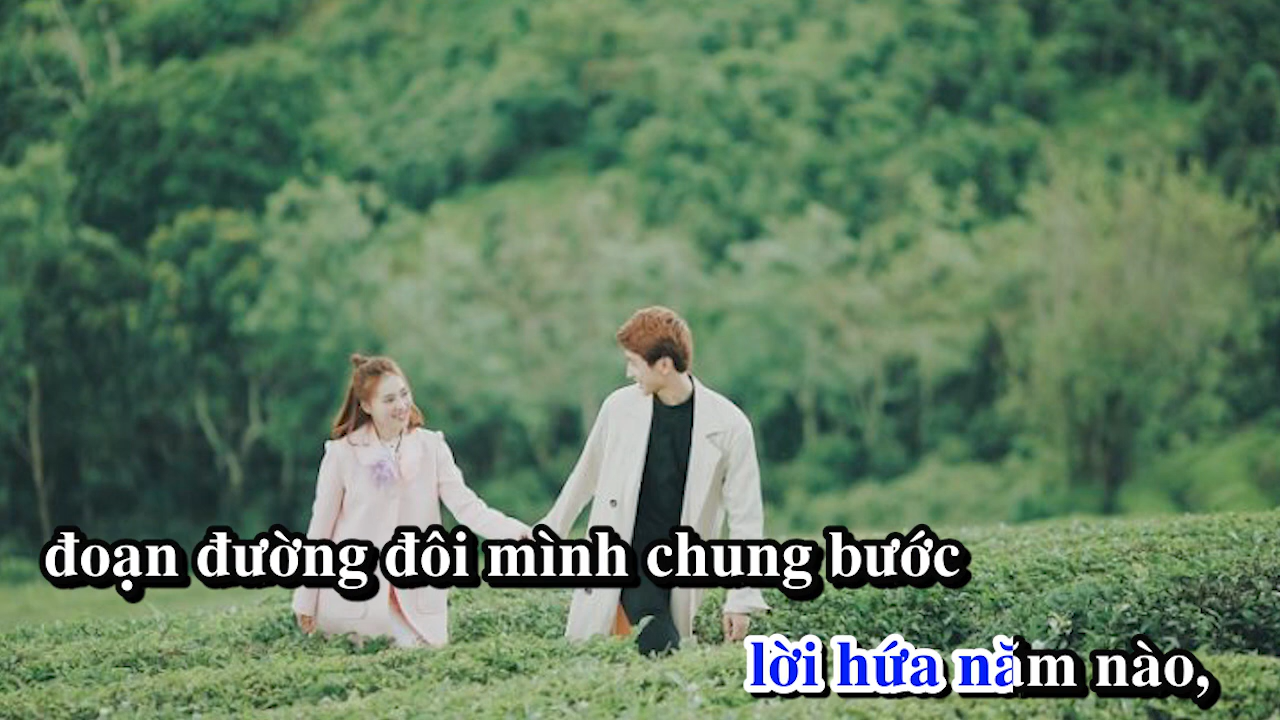 đoạn đường đôi mình chung bước
lời hứa năm nào,